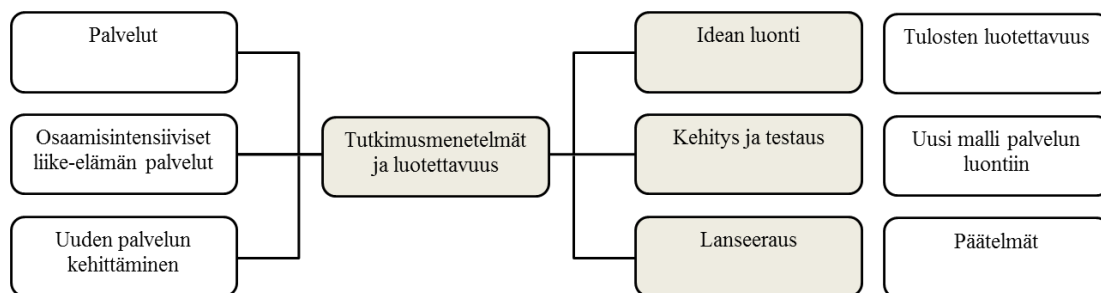 Palvelut
Osaamisintensiiviset
liike-elämän palvelut
Uuden palvelun
kehittäminen
Tutkimusmenetelmät
ja luotettavuus
Idean luonti
Kehitys ja testaus
Lanseeraus
Tulosten luotettavuus
Uusi malli palvelun
luontiin
Päätelmät